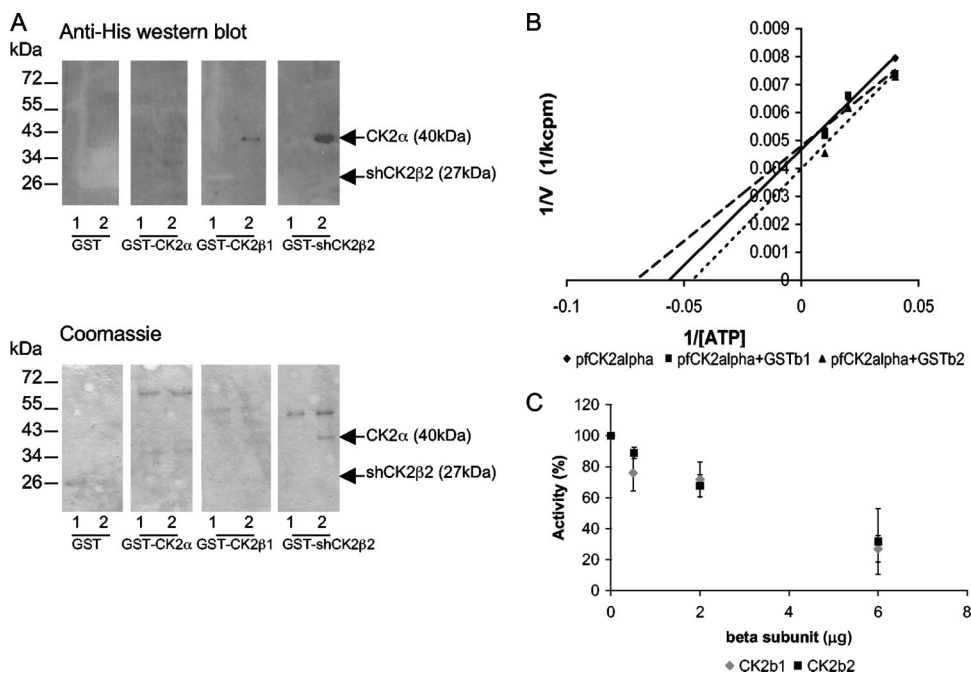 A
Anti-His western blot
kDa
72
55
43
34
26
CK2α (40kDa)
shCK2β2 (27kDa)
1 2 1 2 1 2 1 2
GST GST-CK2α GST-CK2β1 GST-shCK2β2
Coomassie
kDa
72
55
43
34
26
CK2α (40kDa)
shCK2β2 (27kDa)
1 2 1 2 1 2 1 2
GST GST-CK2α GST-CK2β1 GST-shCK2β2
B
1/V (1/kcpm)
0.009
0.008
0.007
0.006
0.005
0.004
0.003
0.002
0.001
0
-0.1 -0.05 0 0.05
1/[ATP]
pfCK2alpha pfCK2alpha+GSTb1 pfCK2alpha+GSTb2
C
Activity (%)
120
100
80
60
40
20
0
0 2 4 6 8
beta subunit (µg)
CK2b1 CK2b2